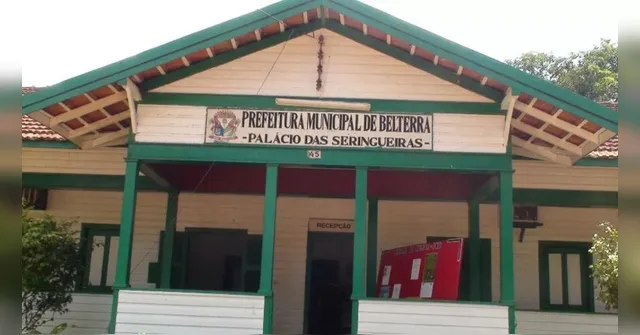 PREFEITURA MUNICIPAL DE BELTERRA
- PALÁCIO DAS SERINGUEIRAS -
45
RECEPÇÃO